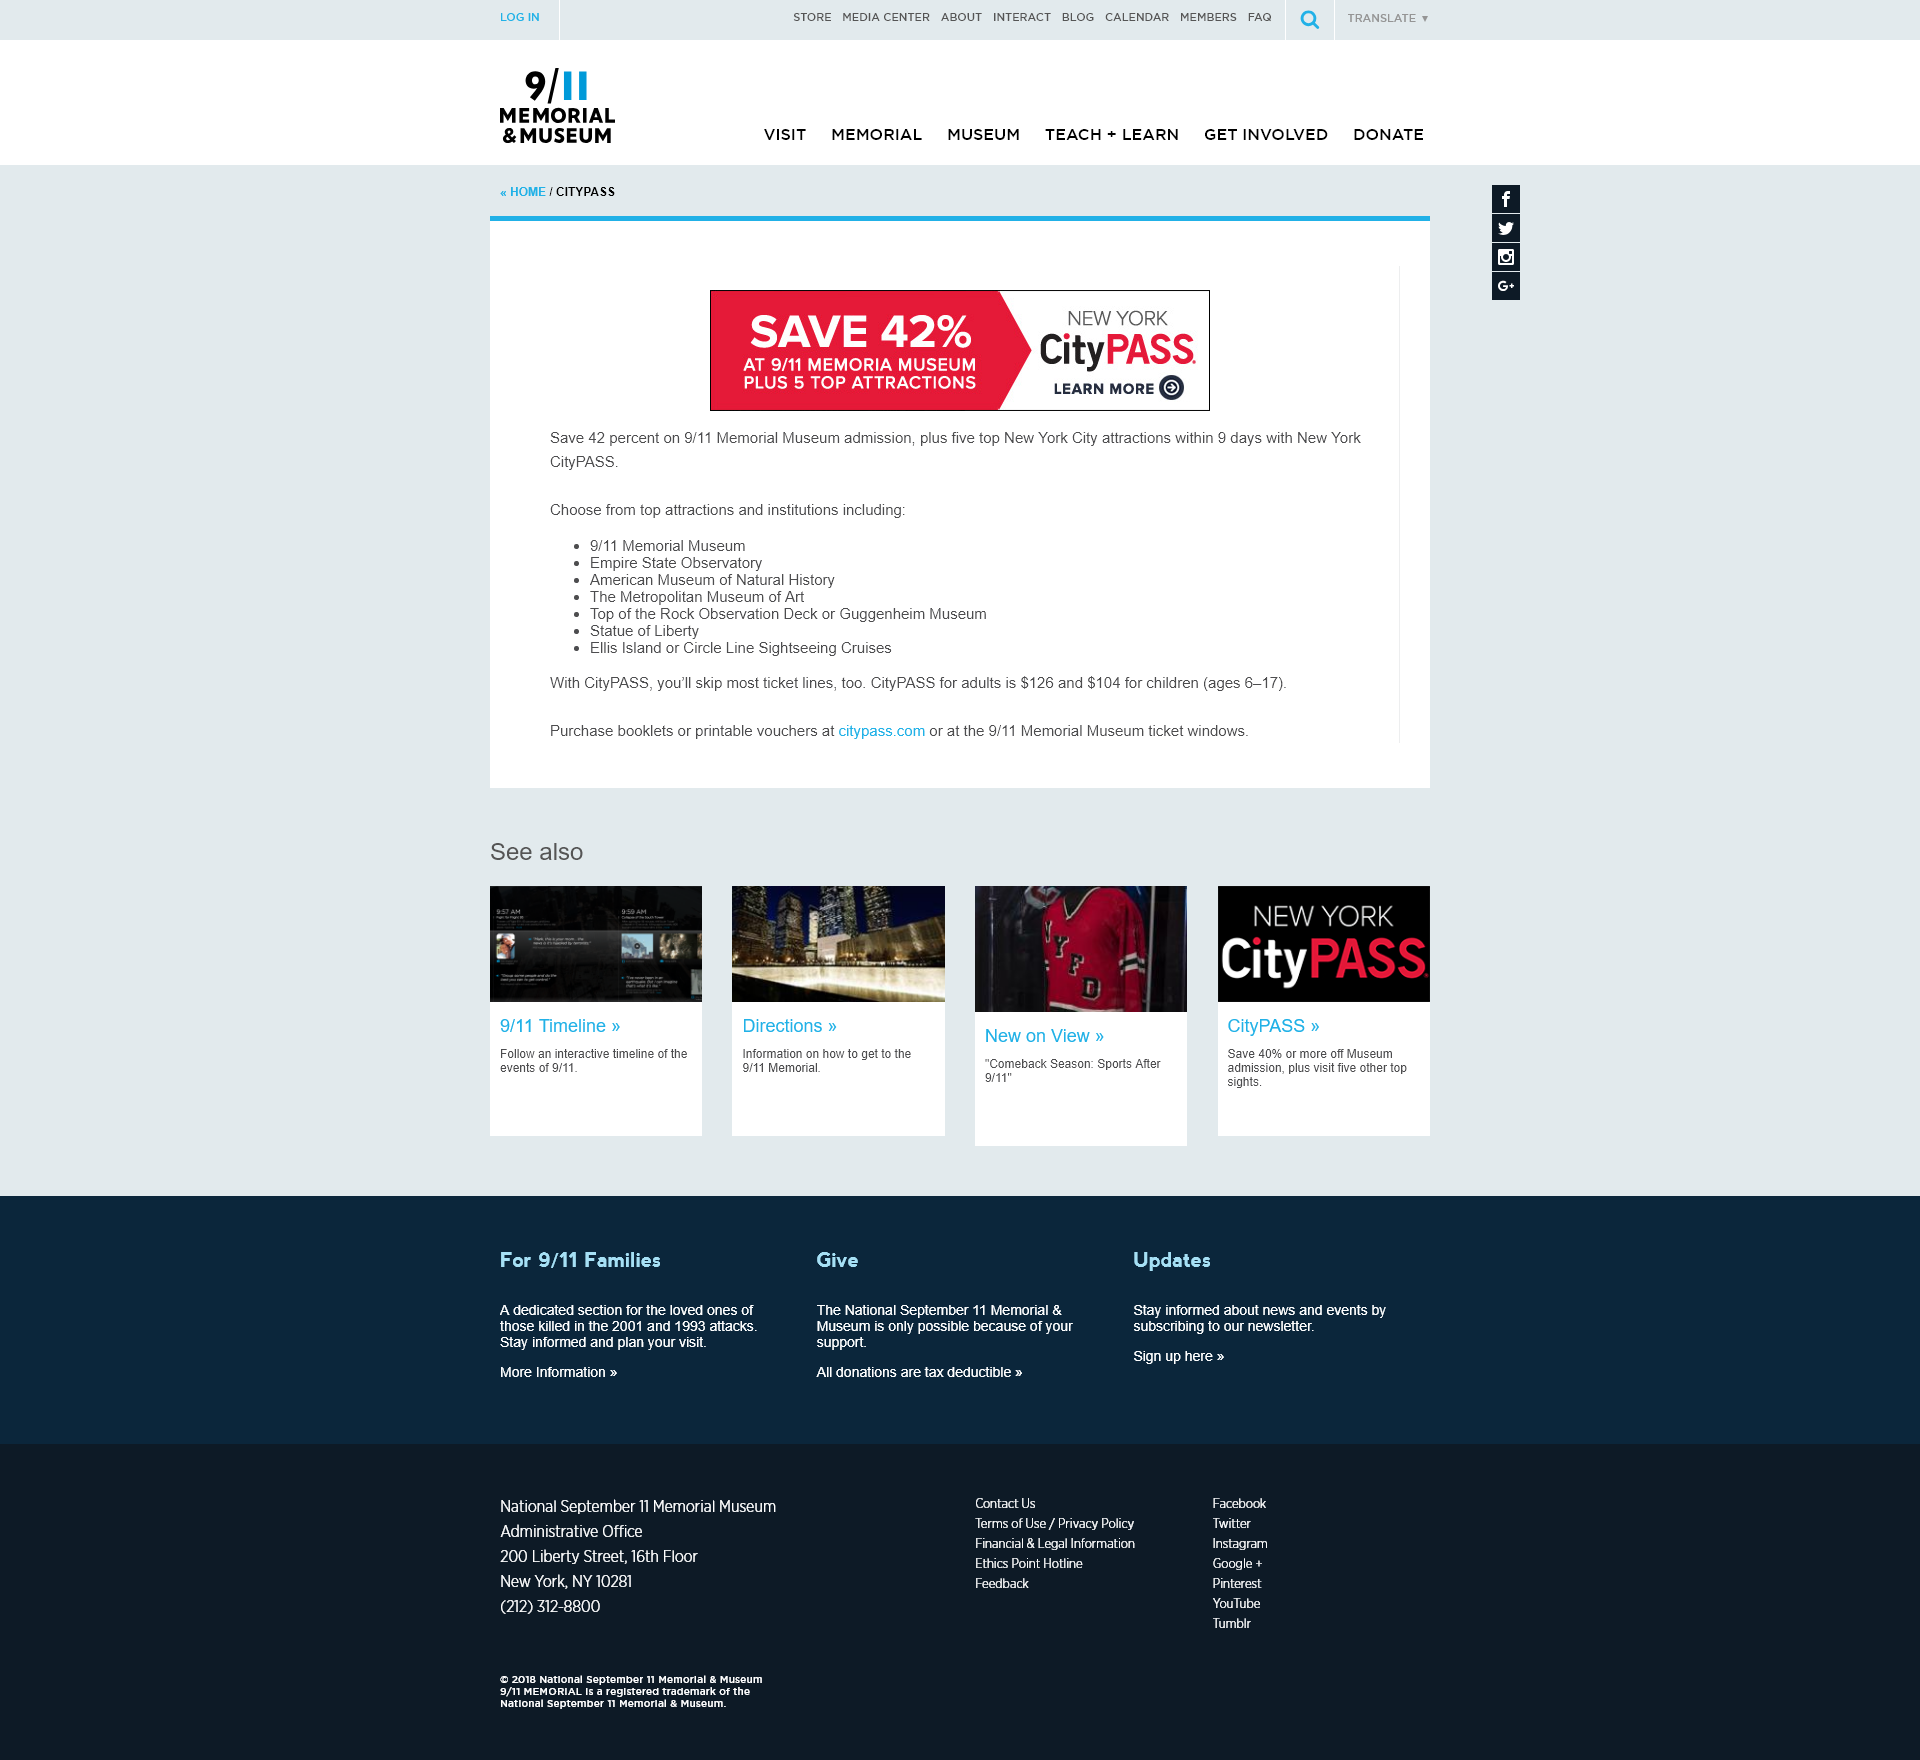 LOG IN
STORE MEDIA CENTER ABOUT INTERACT BLOG CALENDAR MEMBERS FAQ
TRANSLATE ▼
9/11
MEMORIAL
& MUSEUM
VISIT MEMORIAL MUSEUM TEACH + LEARN GET INVOLVED DONATE
« HOME / CITYPASS
SAVE 42%
AT 9/11 MEMORIA MUSEUM
PLUS 5 TOP ATTRACTIONS
NEW YORK
CityPASS
LEARN MORE
Save 42 percent on 9/11 Memorial Museum admission, plus five top New York City attractions within 9 days with New York
CityPASS.
Choose from top attractions and institutions including:
• 9/11 Memorial Museum
• Empire State Observatory
• American Museum of Natural History
• The Metropolitan Museum of Art
• Top of the Rock Observation Deck or Guggenheim Museum
• Statue of Liberty
• Ellis Island or Circle Line Sightseeing Cruises
With CityPASS, you’ll skip most ticket lines, too. CityPASS for adults is $126 and $104 for children (ages 6–17).
Purchase booklets or printable vouchers at citypass.com or at the 9/11 Memorial Museum ticket windows.
See also
9:57 AM
9:59 AM
9/11 Timeline »
Follow an interactive timeline of the
events of 9/11.
Directions »
Information on how to get to the
9/11 Memorial.
NYFD
New on View »
"Comeback Season: Sports After
9/11"
NEW YORK
CityPASS
CityPASS »
Save 40% or more off Museum
admission, plus visit five other top
sights.
For 9/11 Families
A dedicated section for the loved ones of
those killed in the 2001 and 1993 attacks.
Stay informed and plan your visit.
More Information »
Give
The National September 11 Memorial &
Museum is only possible because of your
support.
All donations are tax deductible »
Updates
Stay informed about news and events by
subscribing to our newsletter.
Sign up here »
National September 11 Memorial Museum
Administrative Office
200 Liberty Street, 16th Floor
New York, NY 10281
(212) 312-8800
Contact Us
Terms of Use / Privacy Policy
Financial & Legal Information
Ethics Point Hotline
Feedback
Facebook
Twitter
Instagram
Google +
Pinterest
YouTube
Tumblr
© 2018 National September 11 Memorial & Museum
9/11 MEMORIAL is a registered trademark of the
National September 11 Memorial & Museum.